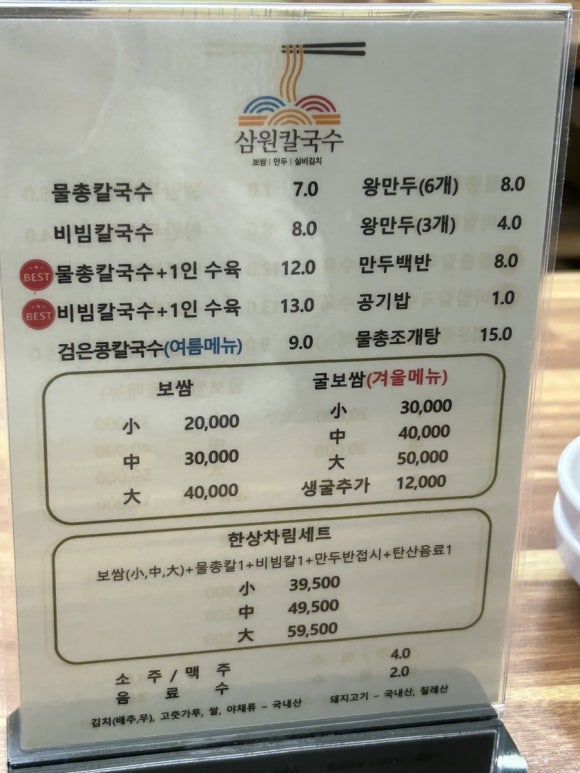 삼원칼국수
보쌈 | 만두 | 실비김치
물총칼국수 7.0
비빔칼국수 8.0
BEST 물총칼국수+1인 수육 12.0
BEST 비빔칼국수+1인 수육 13.0
검은콩칼국수(여름메뉴) 9.0
왕만두(6개) 8.0
왕만두(3개) 4.0
만두백반 8.0
공기밥 1.0
물총조개탕 15.0
보쌈
小 20,000
中 30,000
大 40,000
굴보쌈(겨울메뉴)
小 30,000
中 40,000
大 50,000
생굴추가 12,000
한상차림세트
보쌈(小,中,大)+물총칼1+비빔칼1+만두반접시+탄산음료1
小 39,500
中 49,500
大 59,500
소 주 / 맥 주 4.0
음 료 수 2.0
김치(배추,무), 고춧가루, 쌀, 야채류 – 국내산 돼지고기 – 국내산, 칠레산